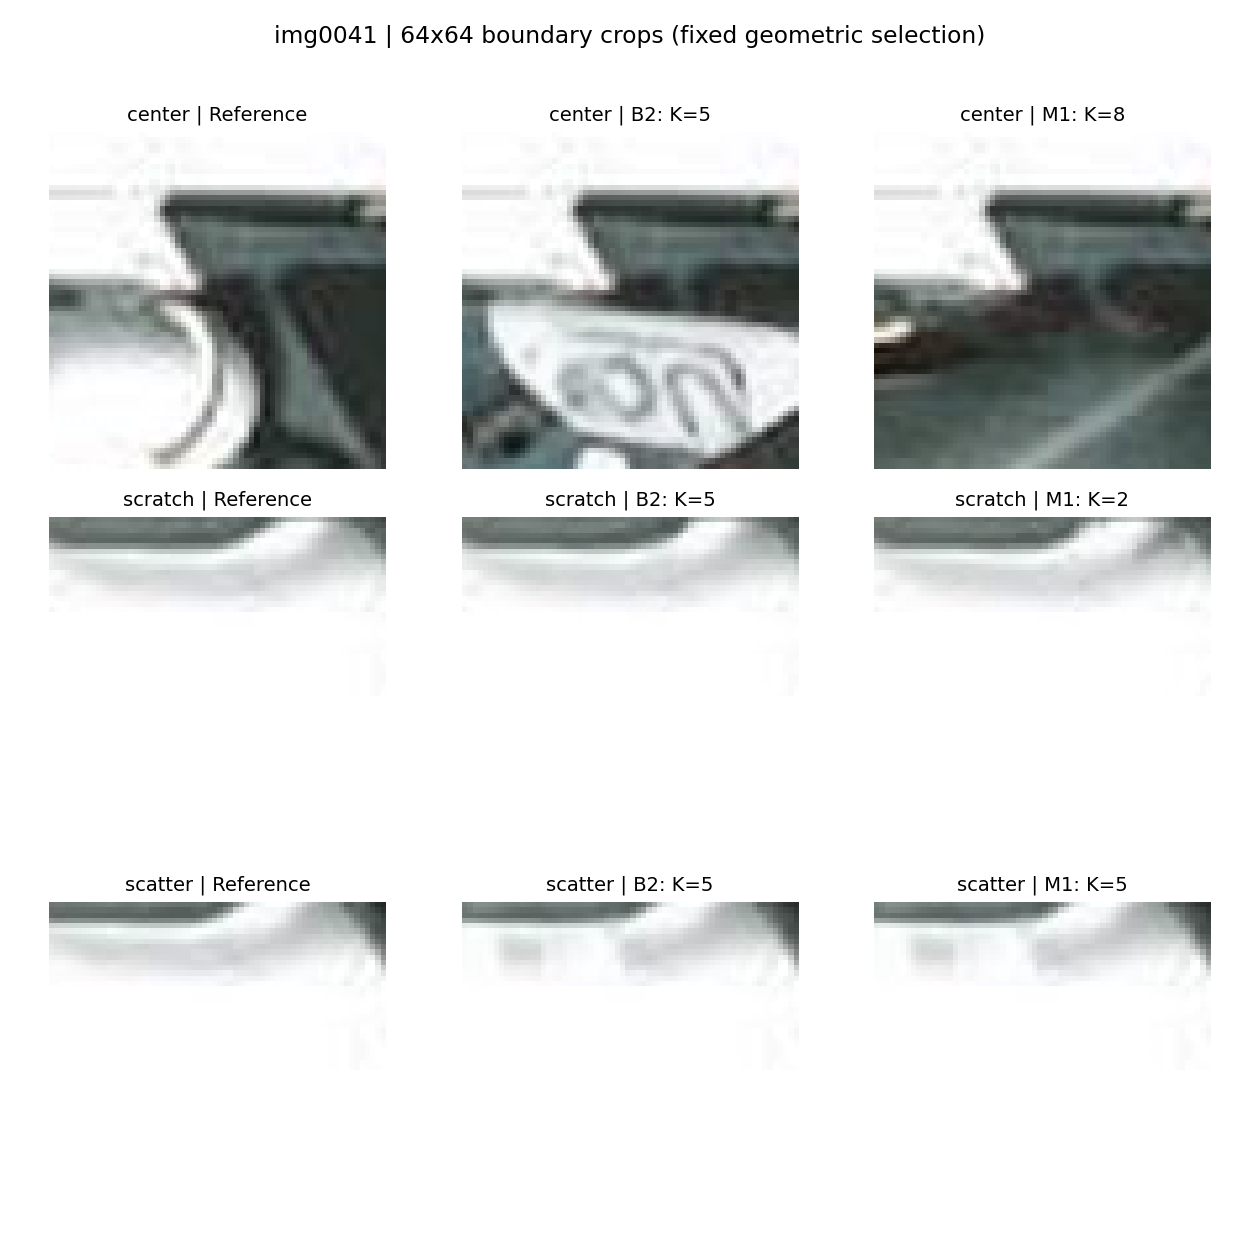 img0041 | 64x64 boundary crops (fixed geometric selection)
center | Reference
center | B2: K=5
center | M1: K=8
scratch | Reference
scratch | B2: K=5
scratch | M1: K=2
scatter | Reference
scatter | B2: K=5
scatter | M1: K=5